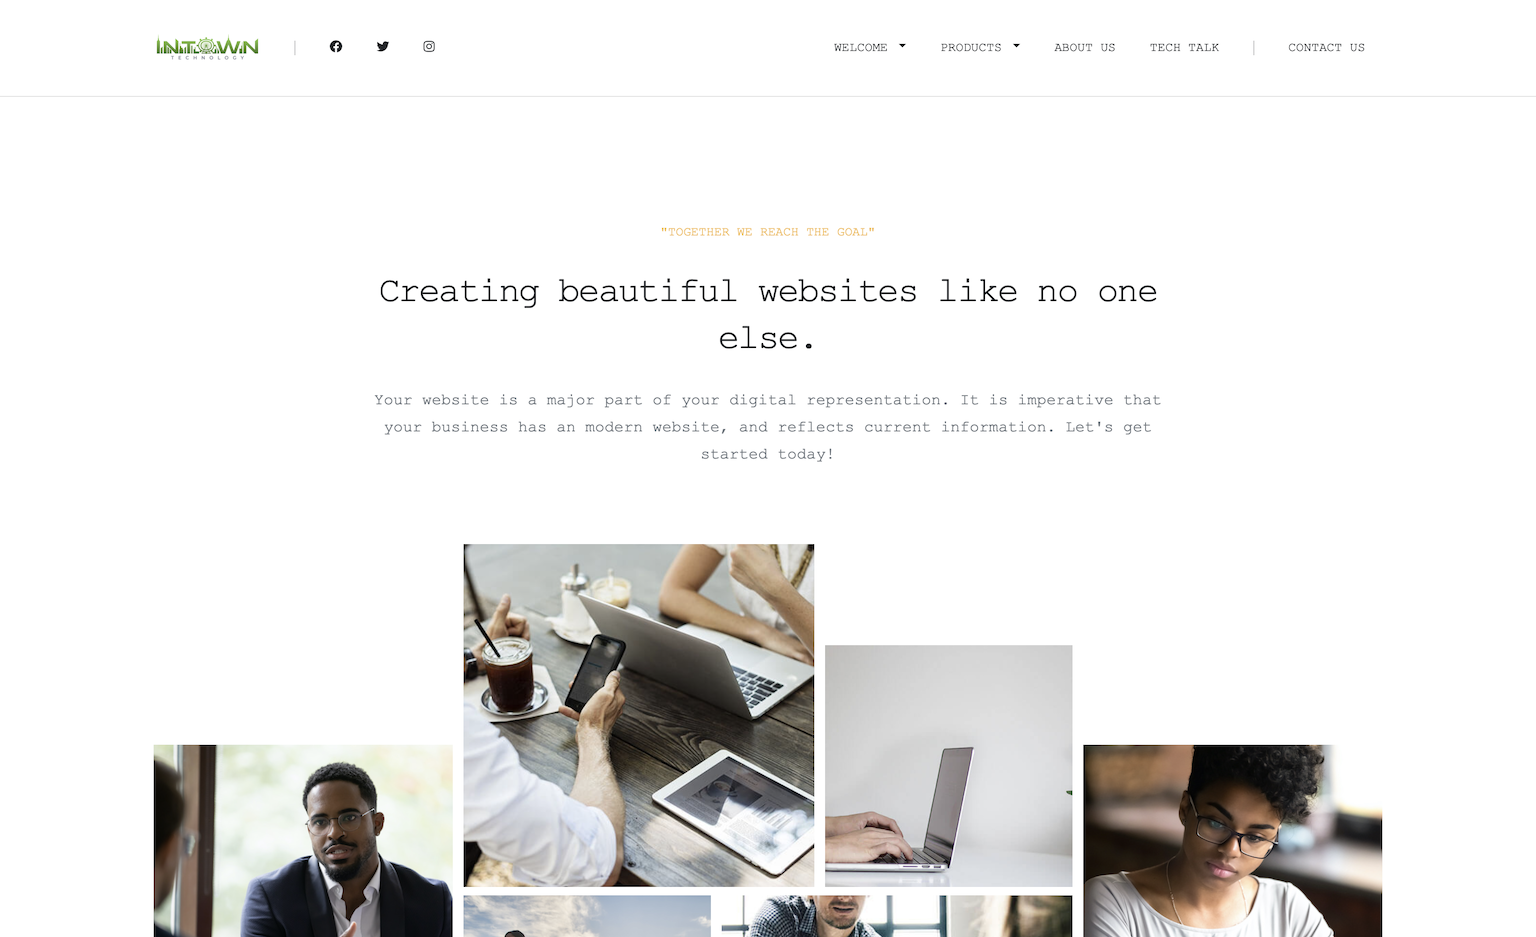 INTOWN
TECHNOLOGY
WELCOME
PRODUCTS
ABOUT US
TECH TALK
CONTACT US
"TOGETHER WE REACH THE GOAL"
Creating beautiful websites like no one
else.
Your website is a major part of your digital representation. It is imperative that
your business has an modern website, and reflects current information. Let's get
started today!